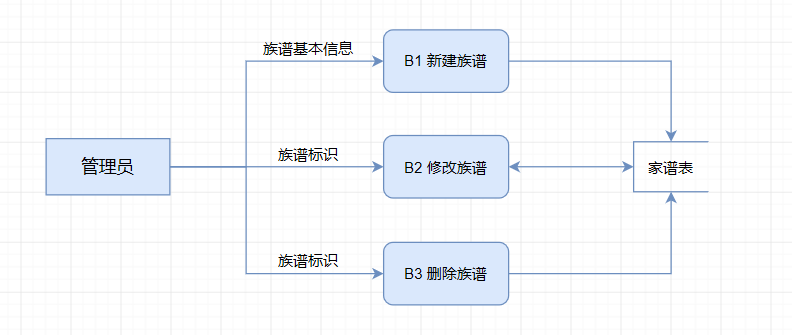 族谱基本信息
B1 新建族谱
管理员
族谱标识
B2 修改族谱
家谱表
族谱标识
B3 删除族谱